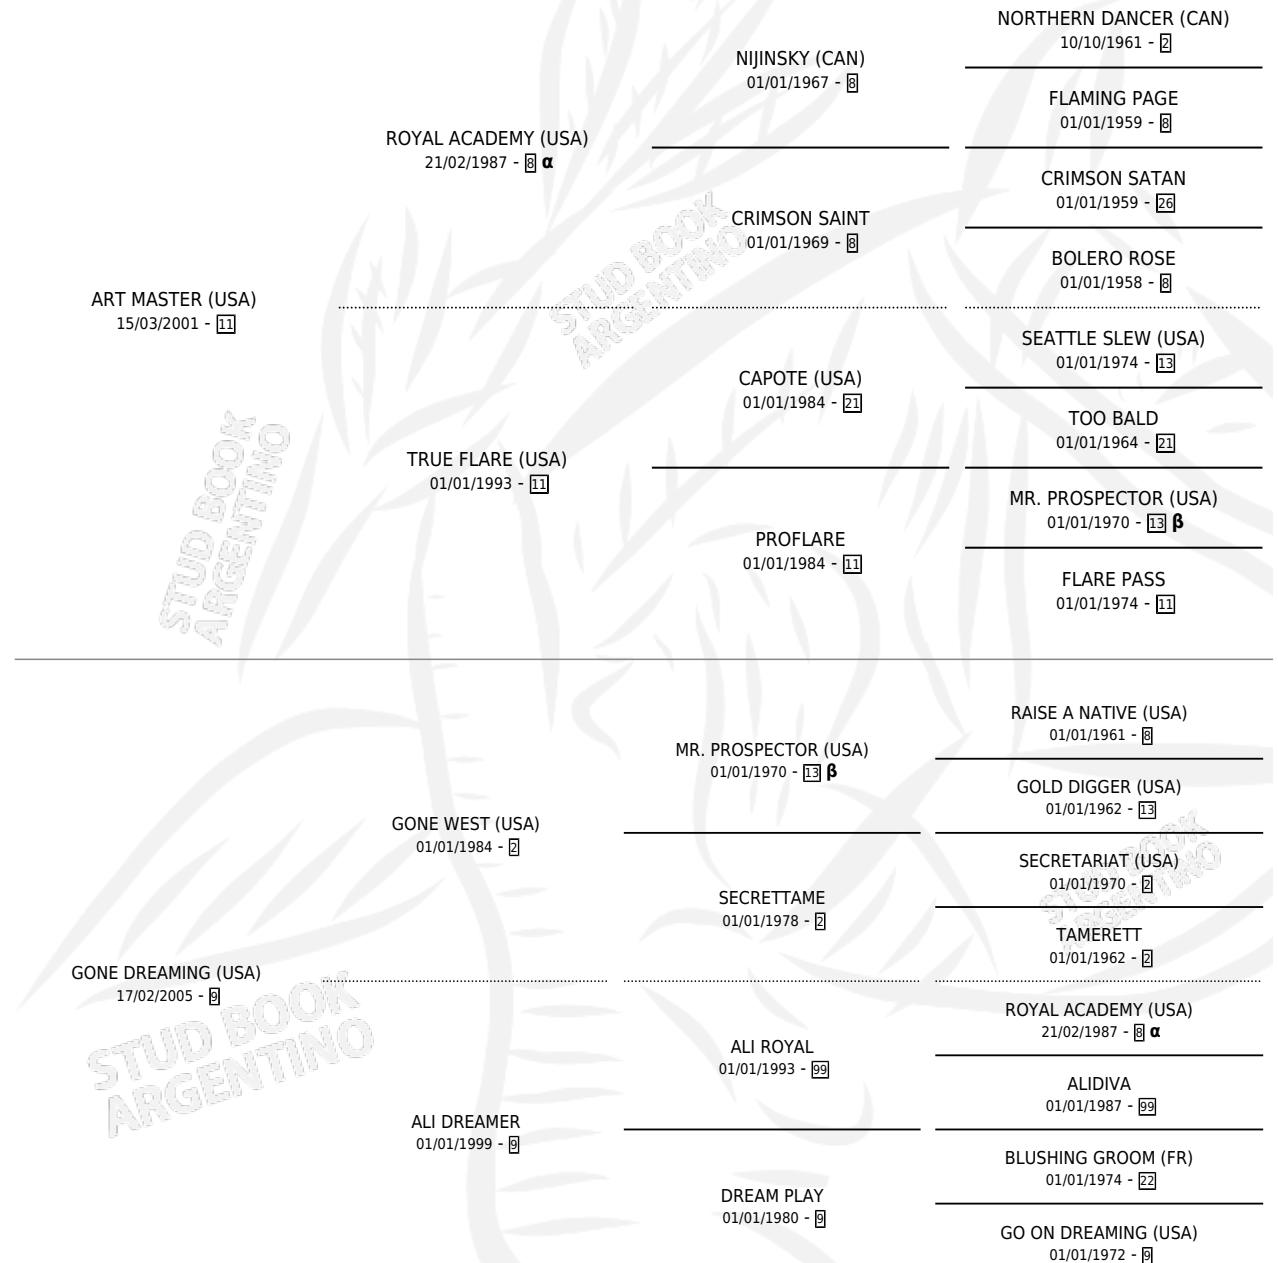 NORTHERN DANCER (CAN)
10/10/1961 - 2
NIJINSKY (CAN)
01/01/1967 - 8
FLAMING PAGE
01/01/1959 - 8
ROYAL ACADEMY (USA)
21/02/1987 - 8 α
CRIMSON SATAN
01/01/1959 - 26
CRIMSON SAINT
01/01/1969 - 8
BOLERO ROSE
01/01/1958 - 8
ART MASTER (USA)
15/03/2001 - 11
SEATTLE SLEW (USA)
01/01/1974 - 13
CAPOTE (USA)
01/01/1984 - 21
TOO BALD
01/01/1964 - 21
TRUE FLARE (USA)
01/01/1993 - 11
MR. PROSPECTOR (USA)
01/01/1970 - 13 β
PROFLARE
01/01/1984 - 11
FLARE PASS
01/01/1974 - 11
RAISE A NATIVE (USA)
01/01/1961 - 8
MR. PROSPECTOR (USA)
01/01/1970 - 13 β
GOLD DIGGER (USA)
01/01/1962 - 13
GONE WEST (USA)
01/01/1984 - 2
SECRETARIAT (USA)
01/01/1970 - 2
SECRETTAME
01/01/1978 - 2
TAMERETT
01/01/1962 - 2
GONE DREAMING (USA)
17/02/2005 - 9
ROYAL ACADEMY (USA)
21/02/1987 - 8 α
ALI ROYAL
01/01/1993 - 99
ALIDIVA
01/01/1987 - 99
ALI DREAMER
01/01/1999 - 9
BLUSHING GROOM (FR)
01/01/1974 - 22
DREAM PLAY
01/01/1980 - 9
GO ON DREAMING (USA)
01/01/1972 - 9
STUD BOOK
ARGENTINO
STUD BOOK
ARGENTINO
STUD BOOK
ARGENTINO
STUD BOOK
ARGENTINO